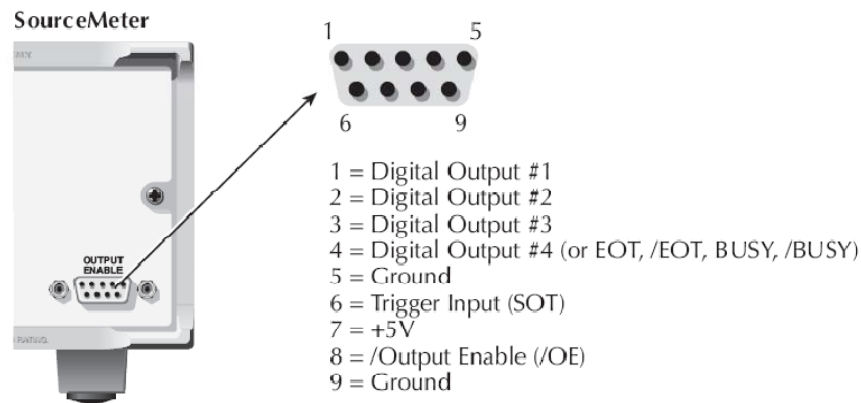 SourceMeter
1 5
6 9
1 = Digital Output #1
2 = Digital Output #2
3 = Digital Output #3
4 = Digital Output #4 (or EOT, /EOT, BUSY, /BUSY)
5 = Ground
6 = Trigger Input (SOT)
7 = +5V
8 = /Output Enable (/OE)
9 = Ground
OUTPUT
ENABLE
RATING.